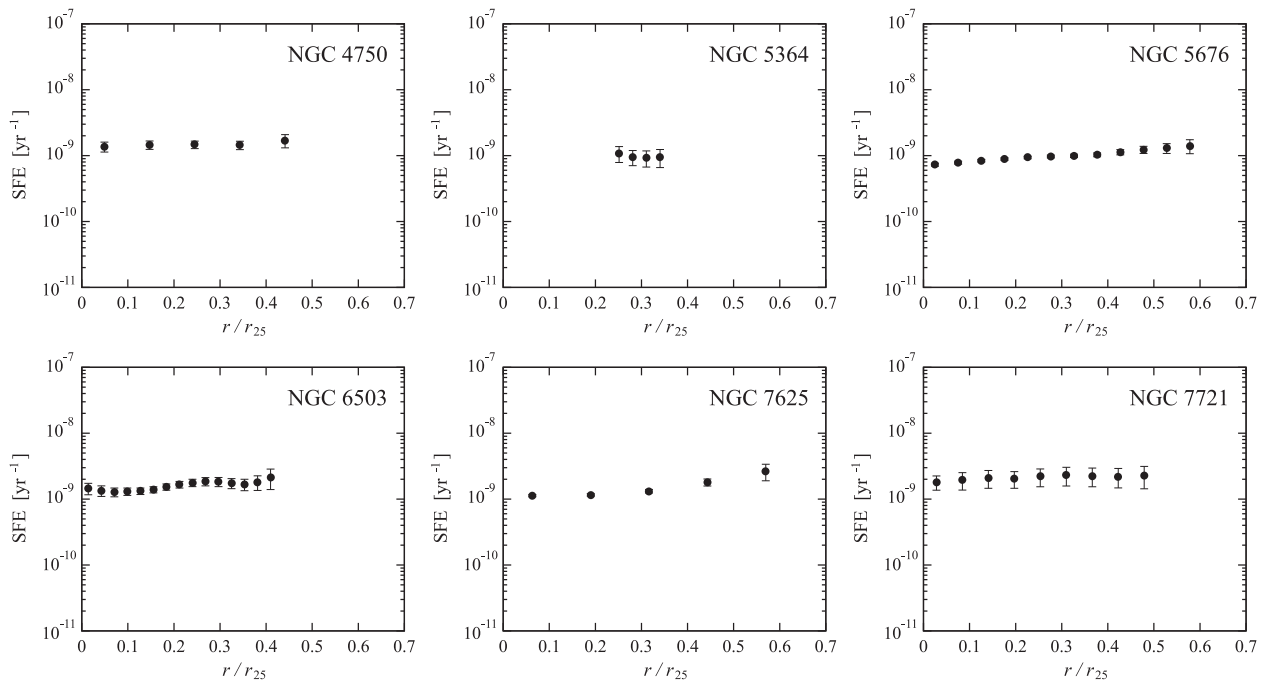 10⁻⁷ 10⁻⁷ 10⁻⁷
NGC 4750 NGC 5364 NGC 5676
10⁻⁸ 10⁻⁸ 10⁻⁸
SFE [yr⁻¹] SFE [yr⁻¹] SFE [yr⁻¹]
10⁻⁹ 10⁻⁹ 10⁻⁹
10⁻¹⁰ 10⁻¹⁰ 10⁻¹⁰
10⁻¹¹ 10⁻¹¹ 10⁻¹¹
0 0.1 0.2 0.3 0.4 0.5 0.6 0.7 0 0.1 0.2 0.3 0.4 0.5 0.6 0.7 0 0.1 0.2 0.3 0.4 0.5 0.6 0.7
r / r₂₅ r / r₂₅ r / r₂₅
10⁻⁷ 10⁻⁷ 10⁻⁷
NGC 6503 NGC 7625 NGC 7721
10⁻⁸ 10⁻⁸ 10⁻⁸
SFE [yr⁻¹] SFE [yr⁻¹] SFE [yr⁻¹]
10⁻⁹ 10⁻⁹ 10⁻⁹
10⁻¹⁰ 10⁻¹⁰ 10⁻¹⁰
10⁻¹¹ 10⁻¹¹ 10⁻¹¹
0 0.1 0.2 0.3 0.4 0.5 0.6 0.7 0 0.1 0.2 0.3 0.4 0.5 0.6 0.7 0 0.1 0.2 0.3 0.4 0.5 0.6 0.7
r / r₂₅ r / r₂₅ r / r₂₅